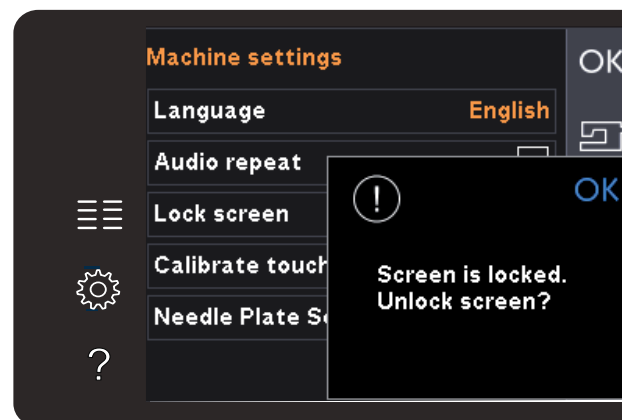 Machine settings
OK
Language English
Audio repeat
OK
Lock screen
Calibrate touch
Screen is locked.
Unlock screen?
Needle Plate
?